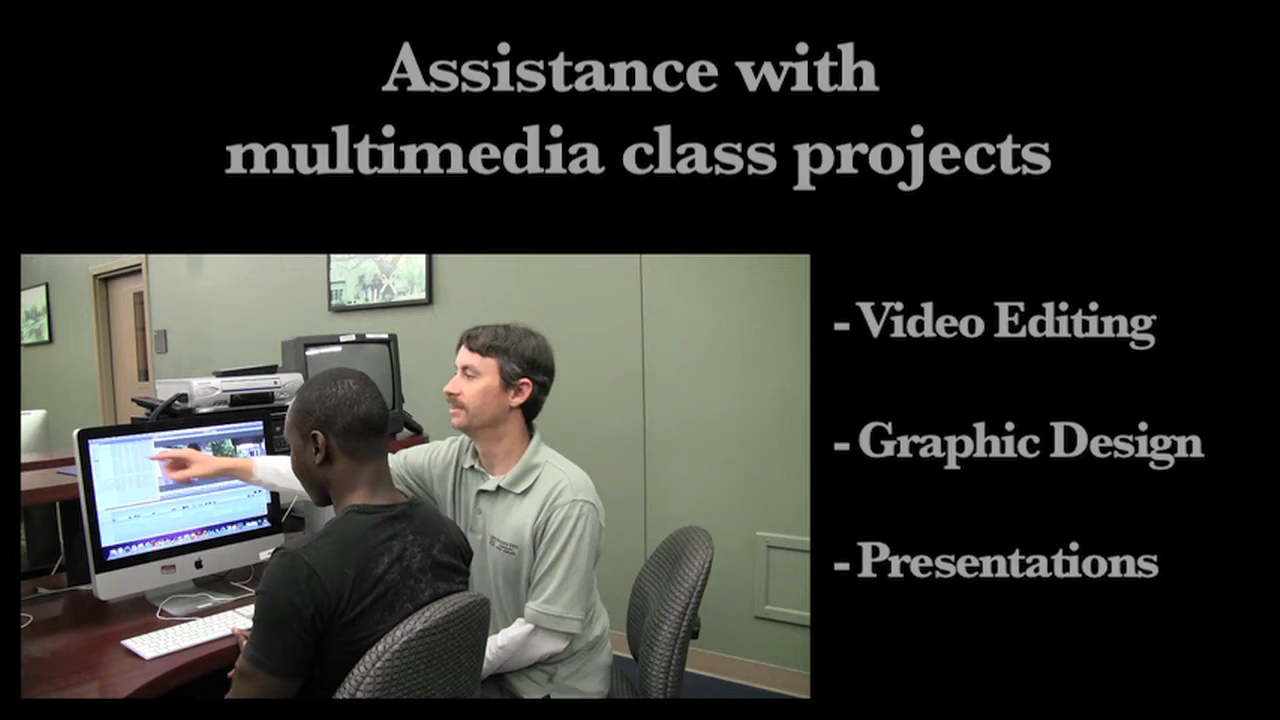 Assistance with
multimedia class projects
- Video Editing
- Graphic Design
- Presentations